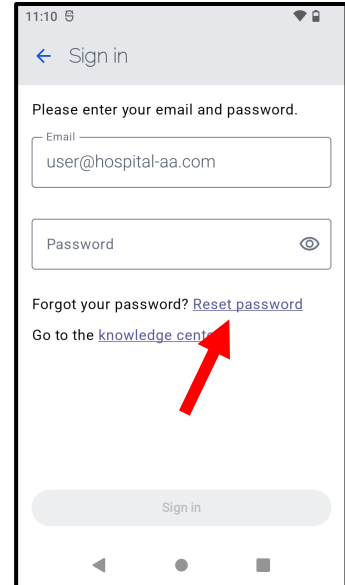 11:10
Sign in
Please enter your email and password.
Email
user@hospital-aa.com
Password
Forgot your password? Reset password
Go to the knowledge
Sign in